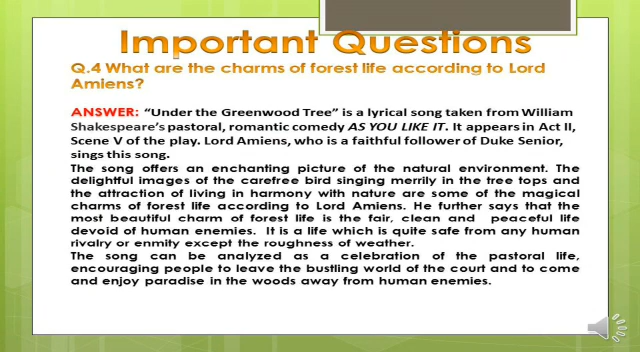 Important Questions
Q.4 What are the charms of forest life according to Lord
Amiens?
ANSWER: “Under the Greenwood Tree” is a lyrical song taken from William
Shakespeare’s pastoral, romantic comedy AS YOU LIKE IT. It appears in Act II,
Scene V of the play. Lord Amiens, who is a faithful follower of Duke Senior,
sings this song.
The song offers an enchanting picture of the natural environment. The
delightful images of the carefree bird singing merrily in the tree tops and
the attraction of living in harmony with nature are some of the magical
charms of forest life according to Lord Amiens. He further says that the
most beautiful charm of forest life is the fair, clean and peaceful life
devoid of human enemies. It is a life which is quite safe from any human
rivalry or enmity except the roughness of weather.
The song can be analyzed as a celebration of the pastoral life,
encouraging people to leave the bustling world of the court and to come
and enjoy paradise in the woods away from human enemies.